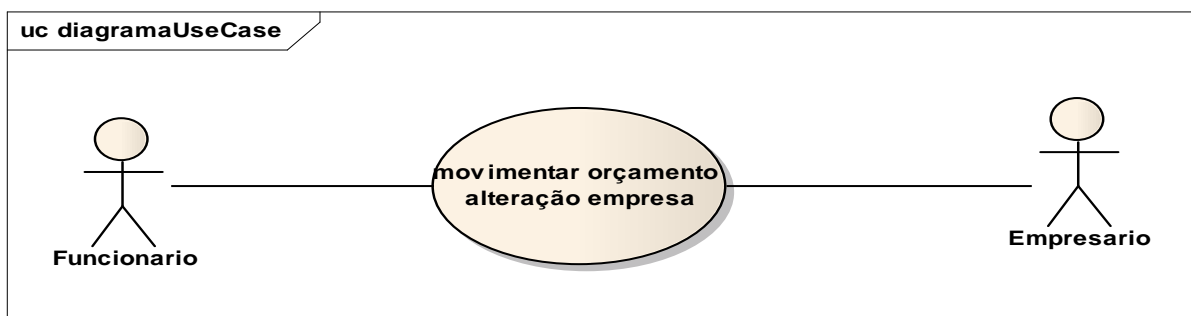 uc diagramaUseCase
movimentar orçamento
alteração empresa
Funcionario
Empresario